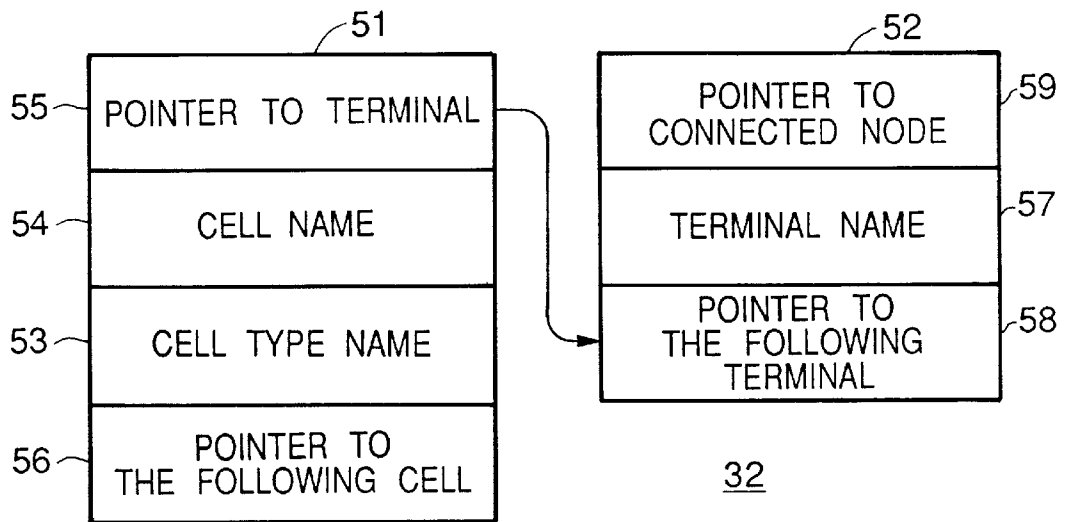 51
55
POINTER TO TERMINAL
54
CELL NAME
53
CELL TYPE NAME
56
POINTER TO
THE FOLLOWING CELL
52
POINTER TO
CONNECTED NODE
59
TERMINAL NAME
57
POINTER TO
THE FOLLOWING
TERMINAL
58
32